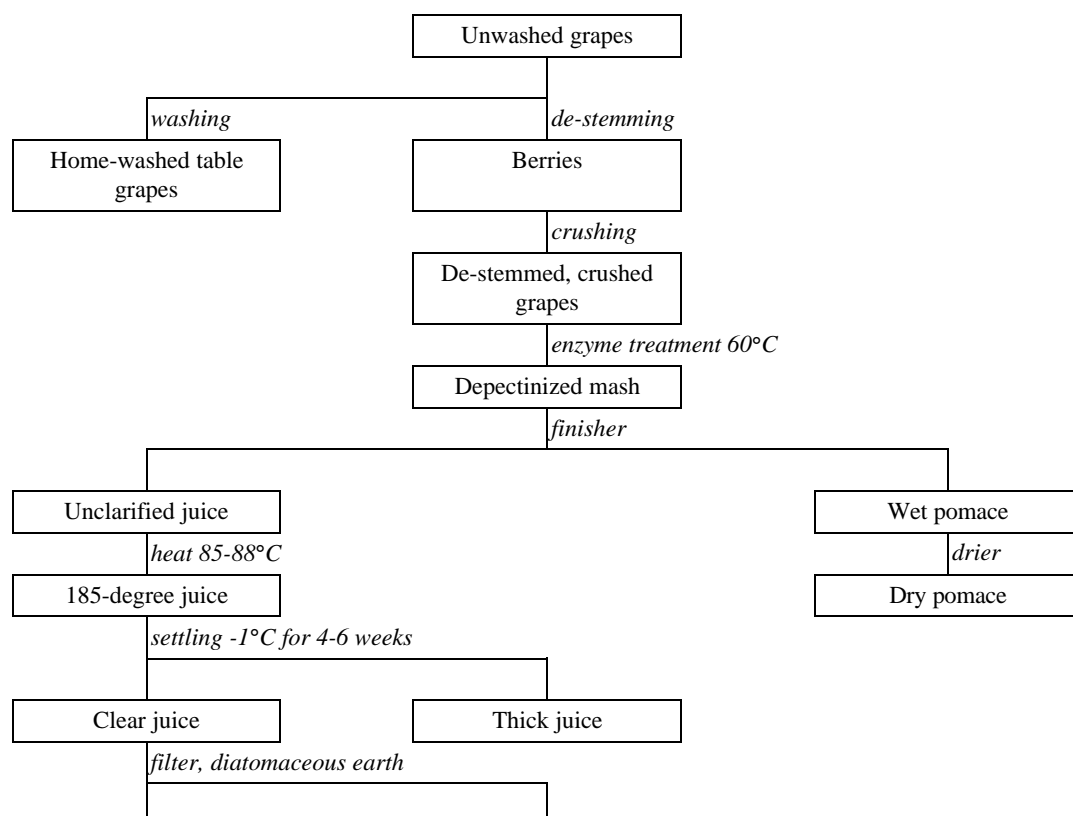 Unwashed grapes
washing
de-stemming
Home-washed table
grapes
Berries
crushing
De-stemmed, crushed
grapes
enzyme treatment 60°C
Depectinized mash
finisher
Unclarified juice
Wet pomace
heat 85-88°C
drier
185-degree juice
Dry pomace
settling -1°C for 4-6 weeks
Clear juice
Thick juice
filter, diatomaceous earth